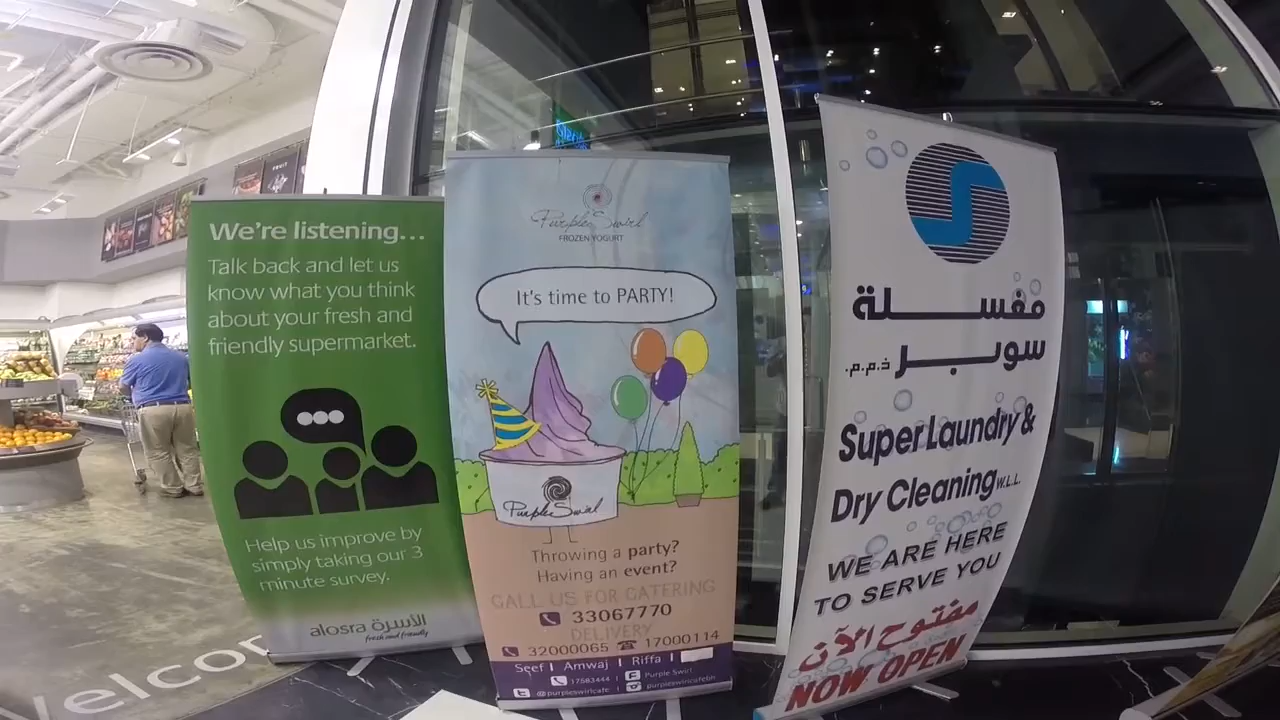 We're listening...
Talk back and let us
know what you think
about your fresh and
friendly supermarket.
Help us improve by
simply taking our 3
minute survey.
alosra الأسرة
fresh and friendly
Purple Swirl
FROZEN YOGURT
It's time to PARTY!
Purple Swirl
Throwing a party?
Having an event?
CALL US FOR CATERING
33067770
DELIVERY
32000065 17000114
Seef | Amwaj | Riffa |
17583444 Purple Swirl
@purpleswirlcafe purpleswirlcafebh
مغسلة
سوبر ذ.م.م.
Super Laundry &
Dry Cleaning W.L.L.
WE ARE HERE
TO SERVE YOU
مفتوح الآن
NOW OPEN
FRUIT
Welcom